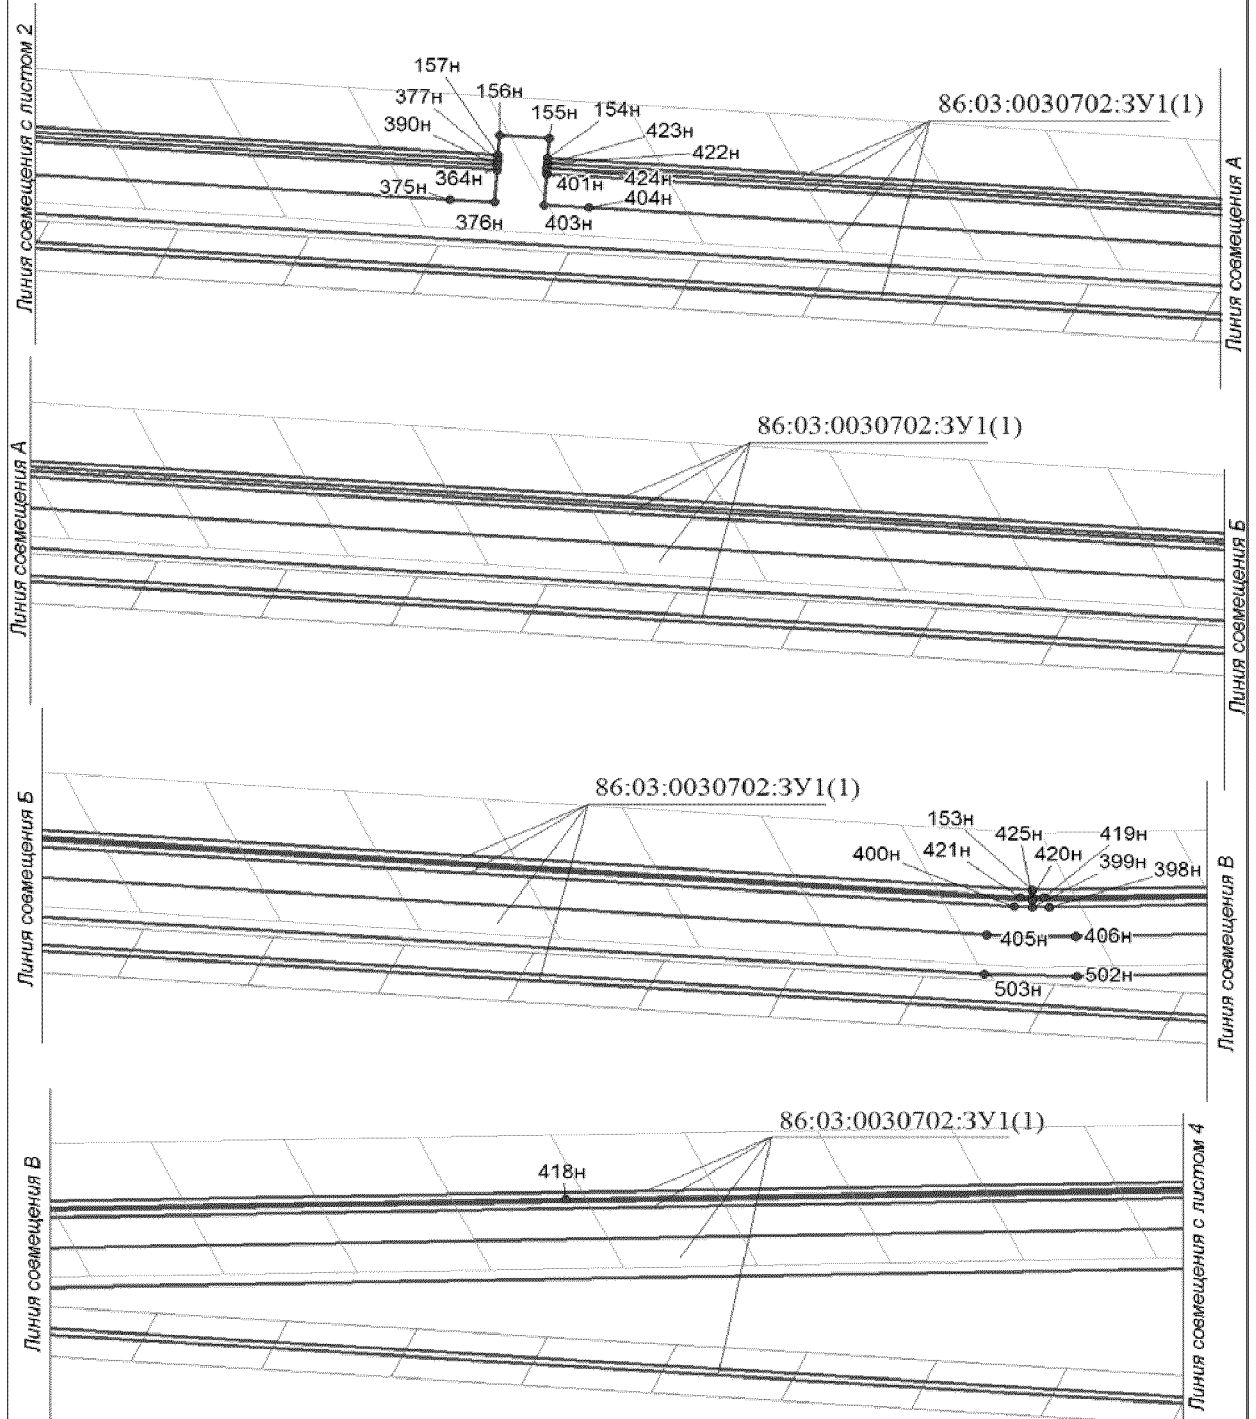 Линия совмещения с листом 2
157н
377н
156н
390н
155н
154н
423н
422н
364н
401н
424н
375н
404н
376н
403н
86:03:0030702:ЗУ1(1)
Линия совмещения А
Линия совмещения А
86:03:0030702:ЗУ1(1)
Линия совмещения Б
Линия совмещения Б
86:03:0030702:ЗУ1(1)
153н
425н
419н
400н
421н
420н
399н
398н
405н
406н
502н
503н
Линия совмещения В
Линия совмещения В
418н
86:03:0030702:ЗУ1(1)
Линия совмещения с листом 4